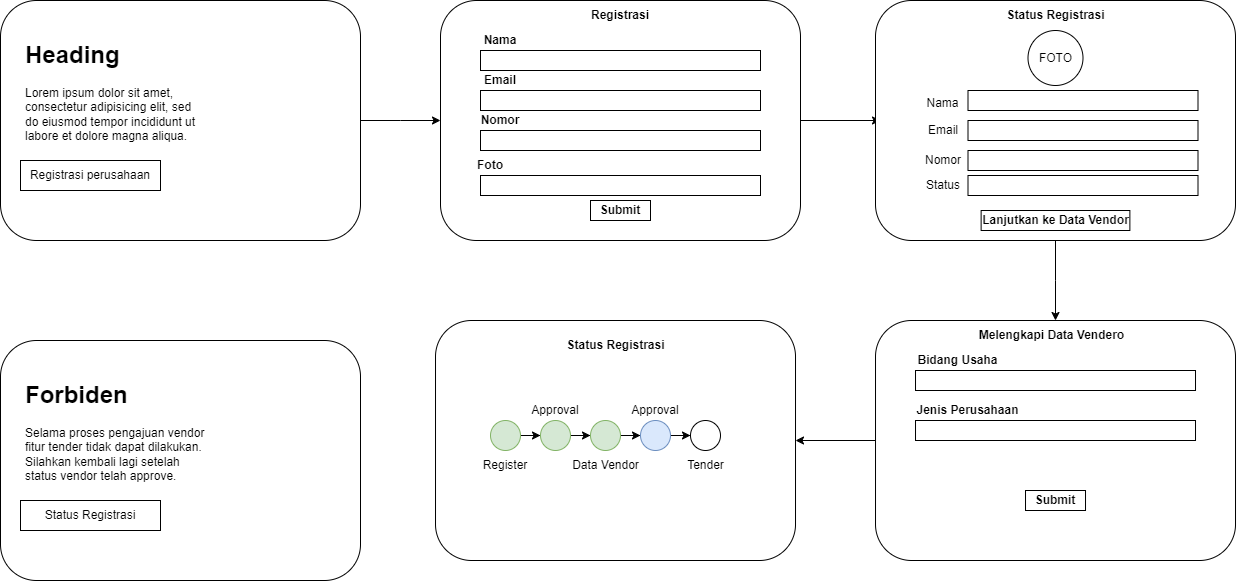 Heading
Lorem ipsum dolor sit amet,
consectetur adipisicing elit, sed
do eiusmod tempor incididunt ut
labore et dolore magna aliqua.
Registrasi perusahaan
Registrasi
Nama
Email
Nomor
Foto
Submit
Status Registrasi
FOTO
Nama
Email
Nomor
Status
Lanjutkan ke Data Vendor
Forbiden
Selama proses pengajuan vendor
fitur tender tidak dapat dilakukan.
Silahkan kembali lagi setelah
status vendor telah approve.
Status Registrasi
Status Registrasi
Approval
Approval
Register
Data Vendor
Tender
Melengkapi Data Vendero
Bidang Usaha
Jenis Perusahaan
Submit